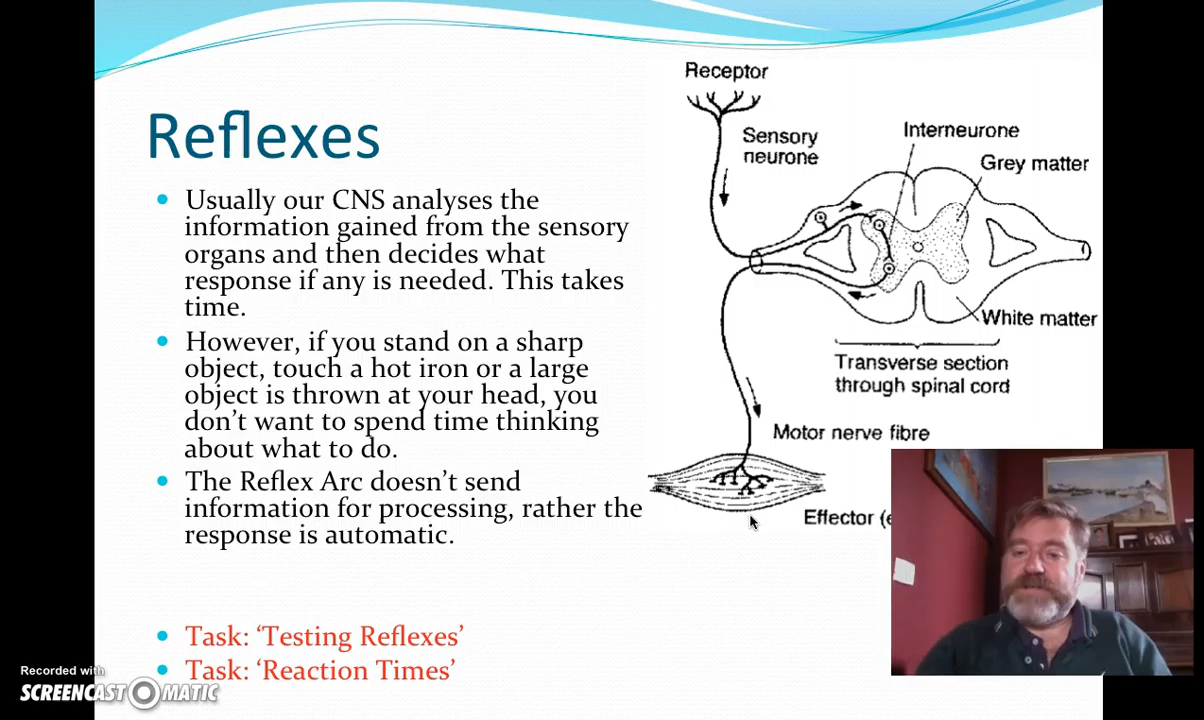 Reflexes
Usually our CNS analyses the
information gained from the sensory
organs and then decides what
response if any is needed. This takes
time.
However, if you stand on a sharp
object, touch a hot iron or a large
object is thrown at your head, you
don't want to spend time thinking
about what to do.
The Reflex Arc doesn't send
information for processing, rather the
response is automatic.
Task: 'Testing Reflexes'
Task: 'Reaction Times'
Receptor
Sensory
neurone
Interneurone
Grey matter
White matter
Transverse section
through spinal cord
Motor nerve fibre
Effector (e
Recorded with
SCREENCAST MATIC